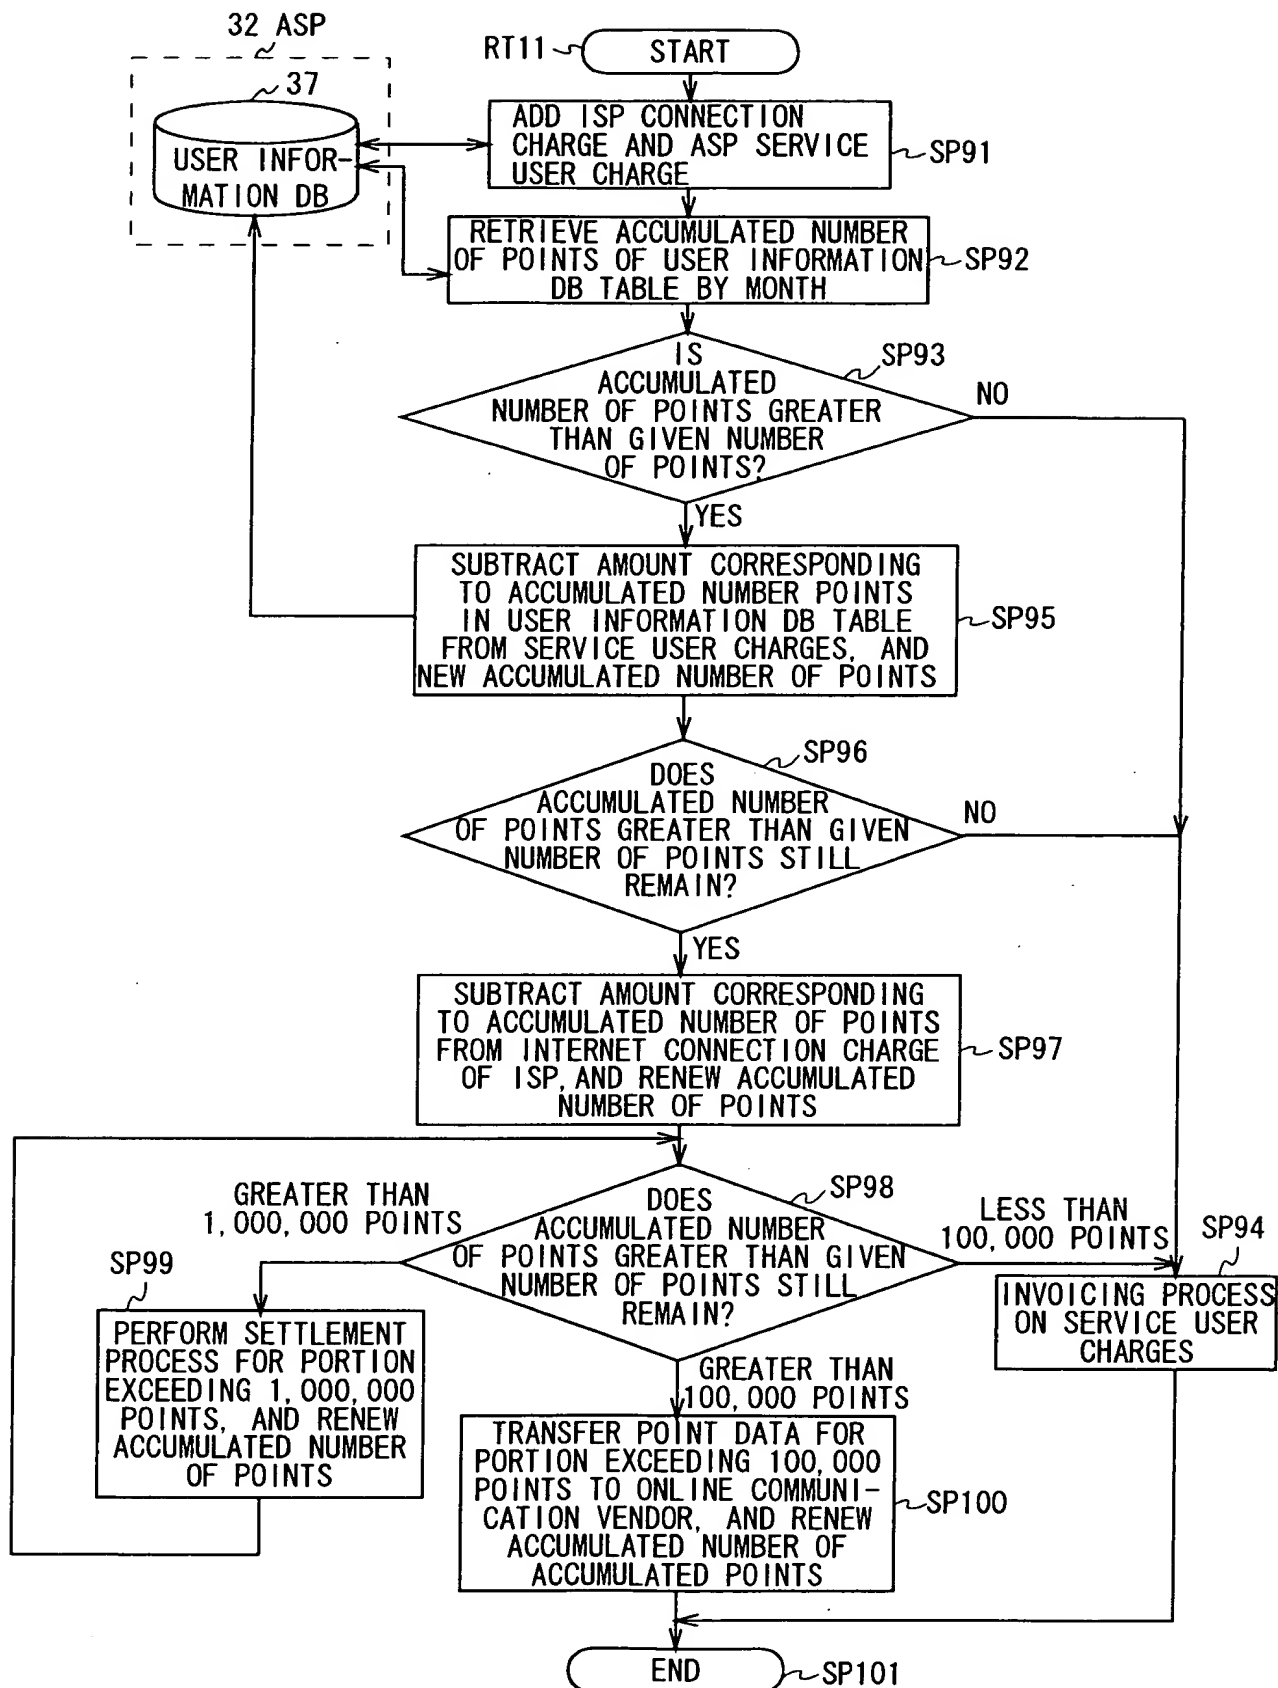 32 ASP
RT11
START
37
USER INFOR-
MATION DB
ADD ISP CONNECTION
CHARGE AND ASP SERVICE
USER CHARGE
SP91
RETRIEVE ACCUMULATED NUMBER
OF POINTS OF USER INFORMATION
DB TABLE BY MONTH
SP92
IS
ACCUMULATED
NUMBER OF POINTS GREATER
THAN GIVEN NUMBER
OF POINTS?
SP93
NO
YES
SUBTRACT AMOUNT CORRESPONDING
TO ACCUMULATED NUMBER POINTS
IN USER INFORMATION DB TABLE
FROM SERVICE USER CHARGES, AND
NEW ACCUMULATED NUMBER OF POINTS
SP95
SP96
DOES
ACCUMULATED NUMBER
OF POINTS GREATER THAN GIVEN
NUMBER OF POINTS STILL
REMAIN?
NO
YES
SUBTRACT AMOUNT CORRESPONDING
TO ACCUMULATED NUMBER OF POINTS
FROM INTERNET CONNECTION CHARGE
OF ISP, AND RENEW ACCUMULATED
NUMBER OF POINTS
SP97
GREATER THAN
1,000,000 POINTS
SP98
DOES
ACCUMULATED NUMBER
OF POINTS GREATER THAN GIVEN
NUMBER OF POINTS STILL
REMAIN?
LESS THAN
100,000 POINTS
SP94
INVOICING PROCESS
ON SERVICE USER
CHARGES
SP99
PERFORM SETTLEMENT
PROCESS FOR PORTION
EXCEEDING 1,000,000
POINTS, AND RENEW
ACCUMULATED NUMBER
OF POINTS
GREATER THAN
100,000 POINTS
TRANSFER POINT DATA FOR
PORTION EXCEEDING 100,000
POINTS TO ONLINE COMMUNI-
CATION VENDOR, AND RENEW
ACCUMULATED NUMBER OF
ACCUMULATED POINTS
SP100
END
SP101